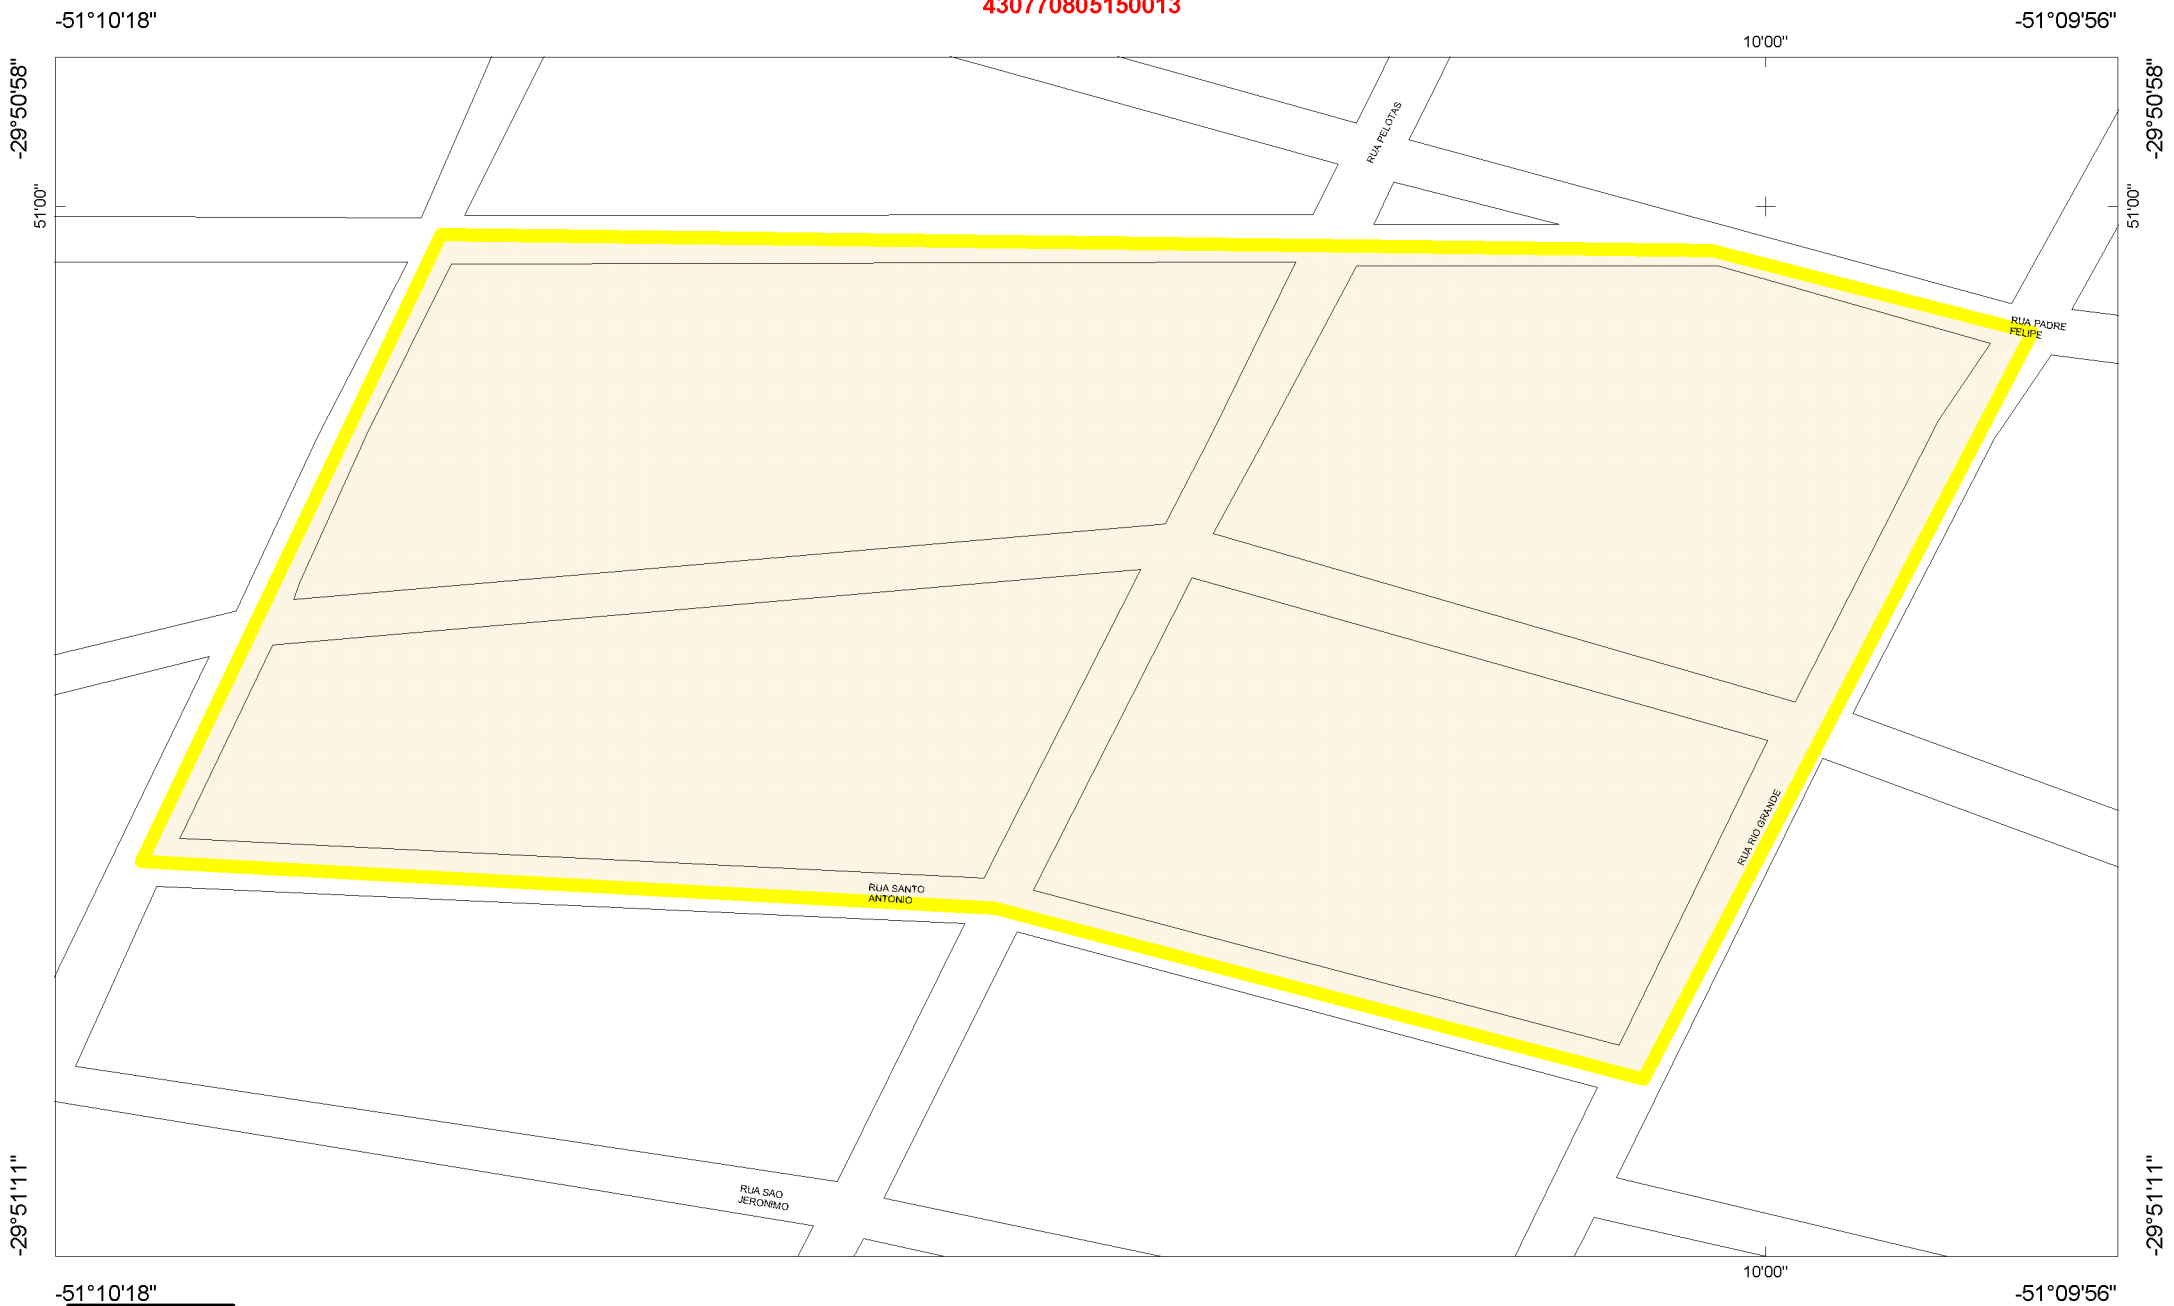 430770805150013
-51°10'18"
-51°09'56"
10'00"
-29°50'58"
-29°50'58"
RUA PELOTAS
51'00"
51'00"
RUA PADRE
FELIPE
RUA RIO GRANDE
RUA SANTO
ANTONIO
RUA SAO
JERONIMO
-29°51'11"
-29°51'11"
10'00"
-51°10'18"
-51°09'56"